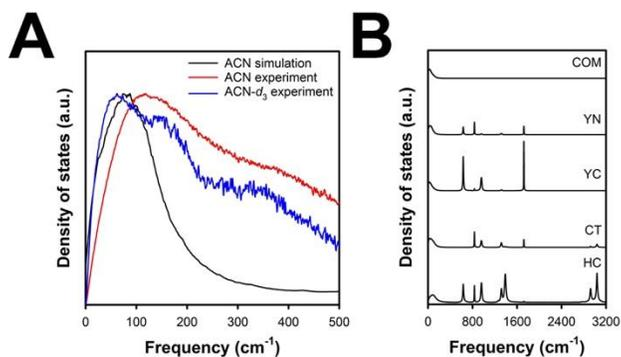 A
ACN simulation
ACN experiment
ACN-d3 experiment
Density of states (a.u.)
0 100 200 300 400 500
Frequency (cm-1)
B
COM
YN
YC
CT
HC
Density of states (a.u.)
0 800 1600 2400 3200
Frequency (cm-1)